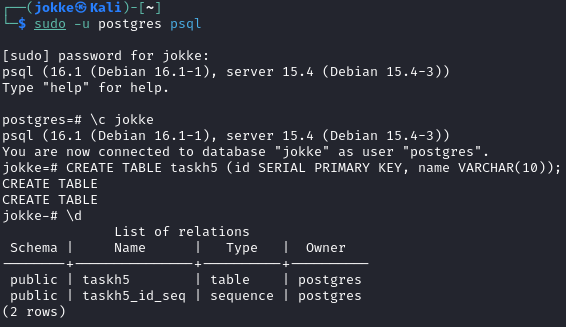 ┌──(jokke㉿Kali)-[~]
└─$ sudo -u postgres psql
[sudo] password for jokke:
psql (16.1 (Debian 16.1-1), server 15.4 (Debian 15.4-3))
Type "help" for help.
postgres=# \c jokke
psql (16.1 (Debian 16.1-1), server 15.4 (Debian 15.4-3))
You are now connected to database "jokke" as user "postgres".
jokke=# CREATE TABLE taskh5 (id SERIAL PRIMARY KEY, name VARCHAR(10));
CREATE TABLE
CREATE TABLE
jokke-# \d
List of relations
Schema | Name | Type | Owner
--------+---------------+----------+----------
public | taskh5 | table | postgres
public | taskh5_id_seq | sequence | postgres
(2 rows)